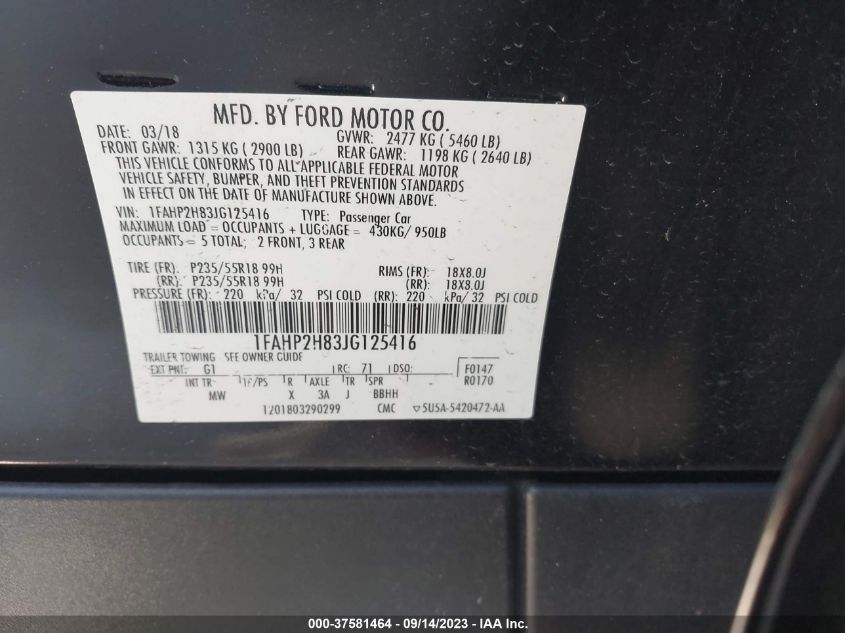 MFD. BY FORD MOTOR CO.
DATE: 03/18 GVWR: 2477 KG ( 5460 LB)
FRONT GAWR: 1315 KG ( 2900 LB) REAR GAWR: 1198 KG ( 2640 LB)
THIS VEHICLE CONFORMS TO ALL APPLICABLE FEDERAL MOTOR
VEHICLE SAFETY, BUMPER, AND THEFT PREVENTION STANDARDS
IN EFFECT ON THE DATE OF MANUFACTURE SHOWN ABOVE.
VIN: 1FAHP2H83JG125416 TYPE: Passenger Car
MAXIMUM LOAD = OCCUPANTS + LUGGAGE = 430KG/ 950LB
OCCUPANTS = 5 TOTAL; 2 FRONT, 3 REAR
TIRE (FR): P235/55R18 99H RIMS (FR): 18X8.0J
(RR): P235/55R18 99H (RR): 18X8.0J
PRESSURE (FR): 220 kPa/ 32 PSI COLD (RR): 220 kPa/ 32 PSI COLD
1FAHP2H83JG125416
TRAILER TOWING - SEE OWNER GUIDE
EXT PNT: G1 RC: 71 DSO: F0147
INT TR TP/PS R AXLE TR SPR R0170
MW X 3A J BBHH
1201803290299 CMC ▽5U5A-5420472-AA
000-37581464 - 09/14/2023 - © IAA, Inc.